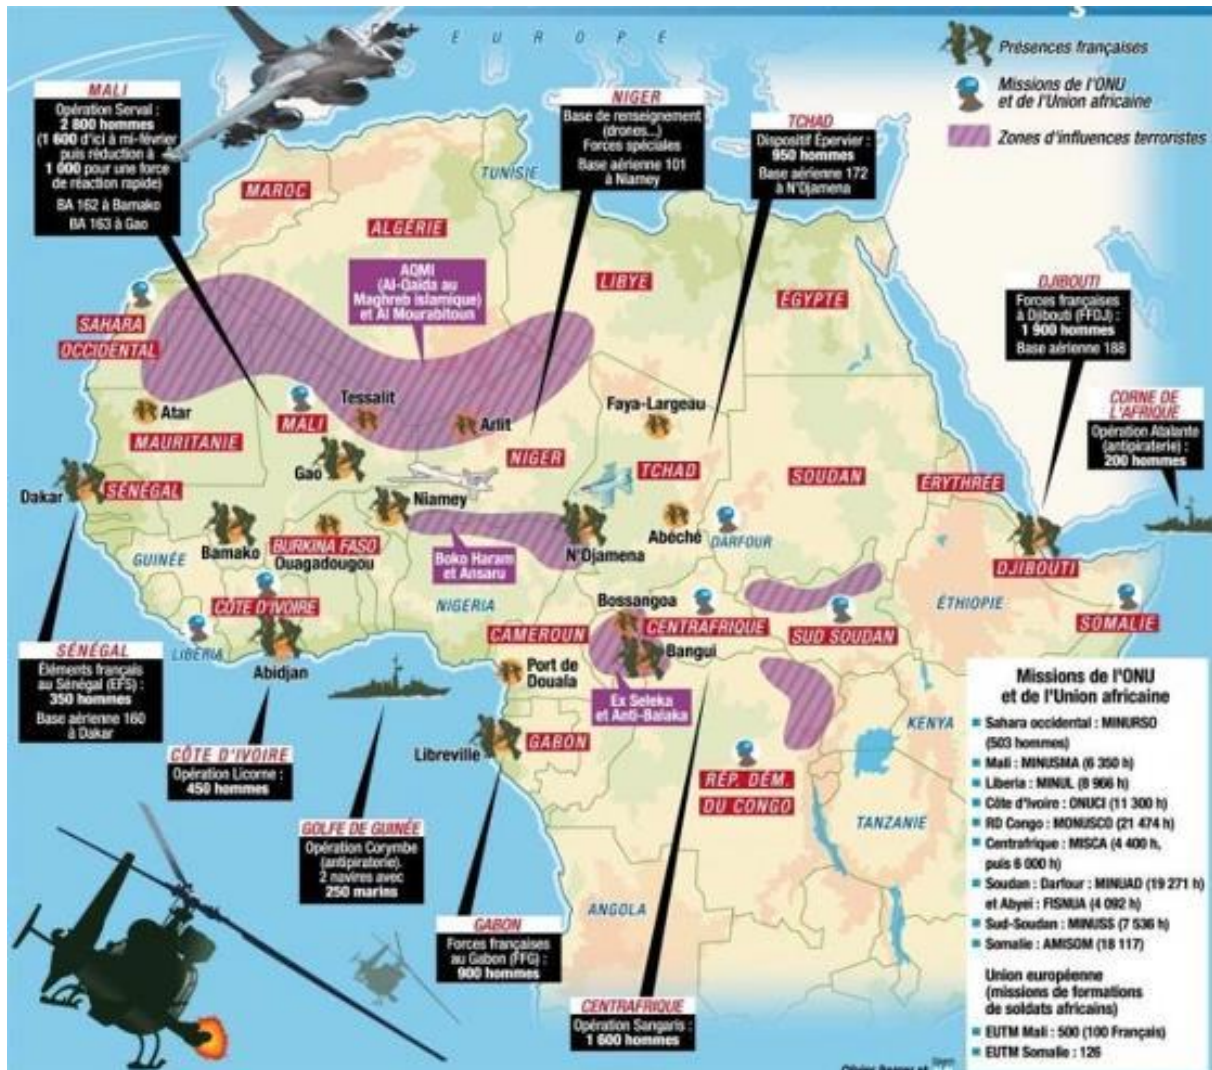 S
EUROPE
Présences françaises
Missions de l'ONU
et de l'Union africaine
Zones d'influences terroristes
MALI
Opération Serval :
2 800 hommes
(1 600 d'ici à mi-février
puis réduction à
1 000 pour une force
de réaction rapide)
BA 162 à Bamako
BA 163 à Gao
NIGER
Base de renseignement
(drones...)
Forces spéciales
Base aérienne 101
à Niamey
TCHAD
Dispositif Épervier :
950 hommes
Base aérienne 172
à N'Djamena
TUNISIE
MAROC
ALGÉRIE
LIBYE
ÉGYPTE
AQMI
(Al-Qaïda au
Maghreb islamique)
et Al Mourabitoun
DJIBOUTI
Forces françaises
à Djibouti (FFDJ) :
1 900 hommes
Base aérienne 188
SAHARA
OCCIDENTAL
CORNE DE
L'AFRIQUE
Opération Atalante
(antipiraterie) :
200 hommes
Atar
Tessalit
Arlit
Faya-Largeau
MAURITANIE
MALI
NIGER
TCHAD
SOUDAN
ÉRYTHRÉE
Gao
Dakar
SÉNÉGAL
Niamey
Bamako
BURKINA FASO
Ouagadougou
N'Djamena
Abéché
DARFOUR
DJIBOUTI
GUINÉE
Boko Haram
et Ansaru
NIGERIA
ÉTHIOPIE
CÔTE D'IVOIRE
Bossangoa
CAMEROUN
CENTRAFRIQUE
SUD SOUDAN
SOMALIE
LIBERIA
Abidjan
Bangui
Port de
Douala
SÉNÉGAL
Éléments français
au Sénégal (EFS) :
350 hommes
Base aérienne 160
à Dakar
Ex Seleka
et Anti-Balaka
KENYA
Libreville
GABON
CÔTE D'IVOIRE
Opération Licorne :
450 hommes
RÉP. DÉM.
DU CONGO
TANZANIE
GOLFE DE GUINÉE
Opération Corymbe
(antipiraterie).
2 navires avec
250 marins
ANGOLA
GABON
Forces françaises
au Gabon (FFG) :
900 hommes
CENTRAFRIQUE
Opération Sangaris :
1 600 hommes
Missions de l'ONU
et de l'Union africaine
Sahara occidental : MINURSO
(503 hommes)
Mali : MINUSMA (6 350 h)
Liberia : MINUL (8 966 h)
Côte d'Ivoire : ONUCI (11 300 h)
RD Congo : MONUSCO (21 474 h)
Centrafrique : MISCA (4 400 h,
puis 6 000 h)
Soudan : Darfour : MINUAD (19 271 h)
et Abyei : FISNUA (4 092 h)
Sud-Soudan : MINUSS (7 536 h)
Somalie : AMISOM (18 117)
Union européenne
(missions de formations
de soldats africains)
EUTM Mali : 500 (100 Français)
EUTM Somalie : 126